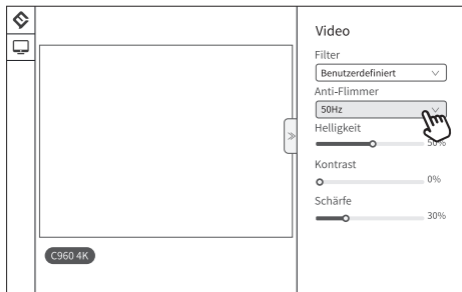 Video
Filter
Benutzerdefiniert
Anti-Flimmer
50Hz
Helligkeit
50%
Kontrast
0%
Schärfe
30%
C960 4K